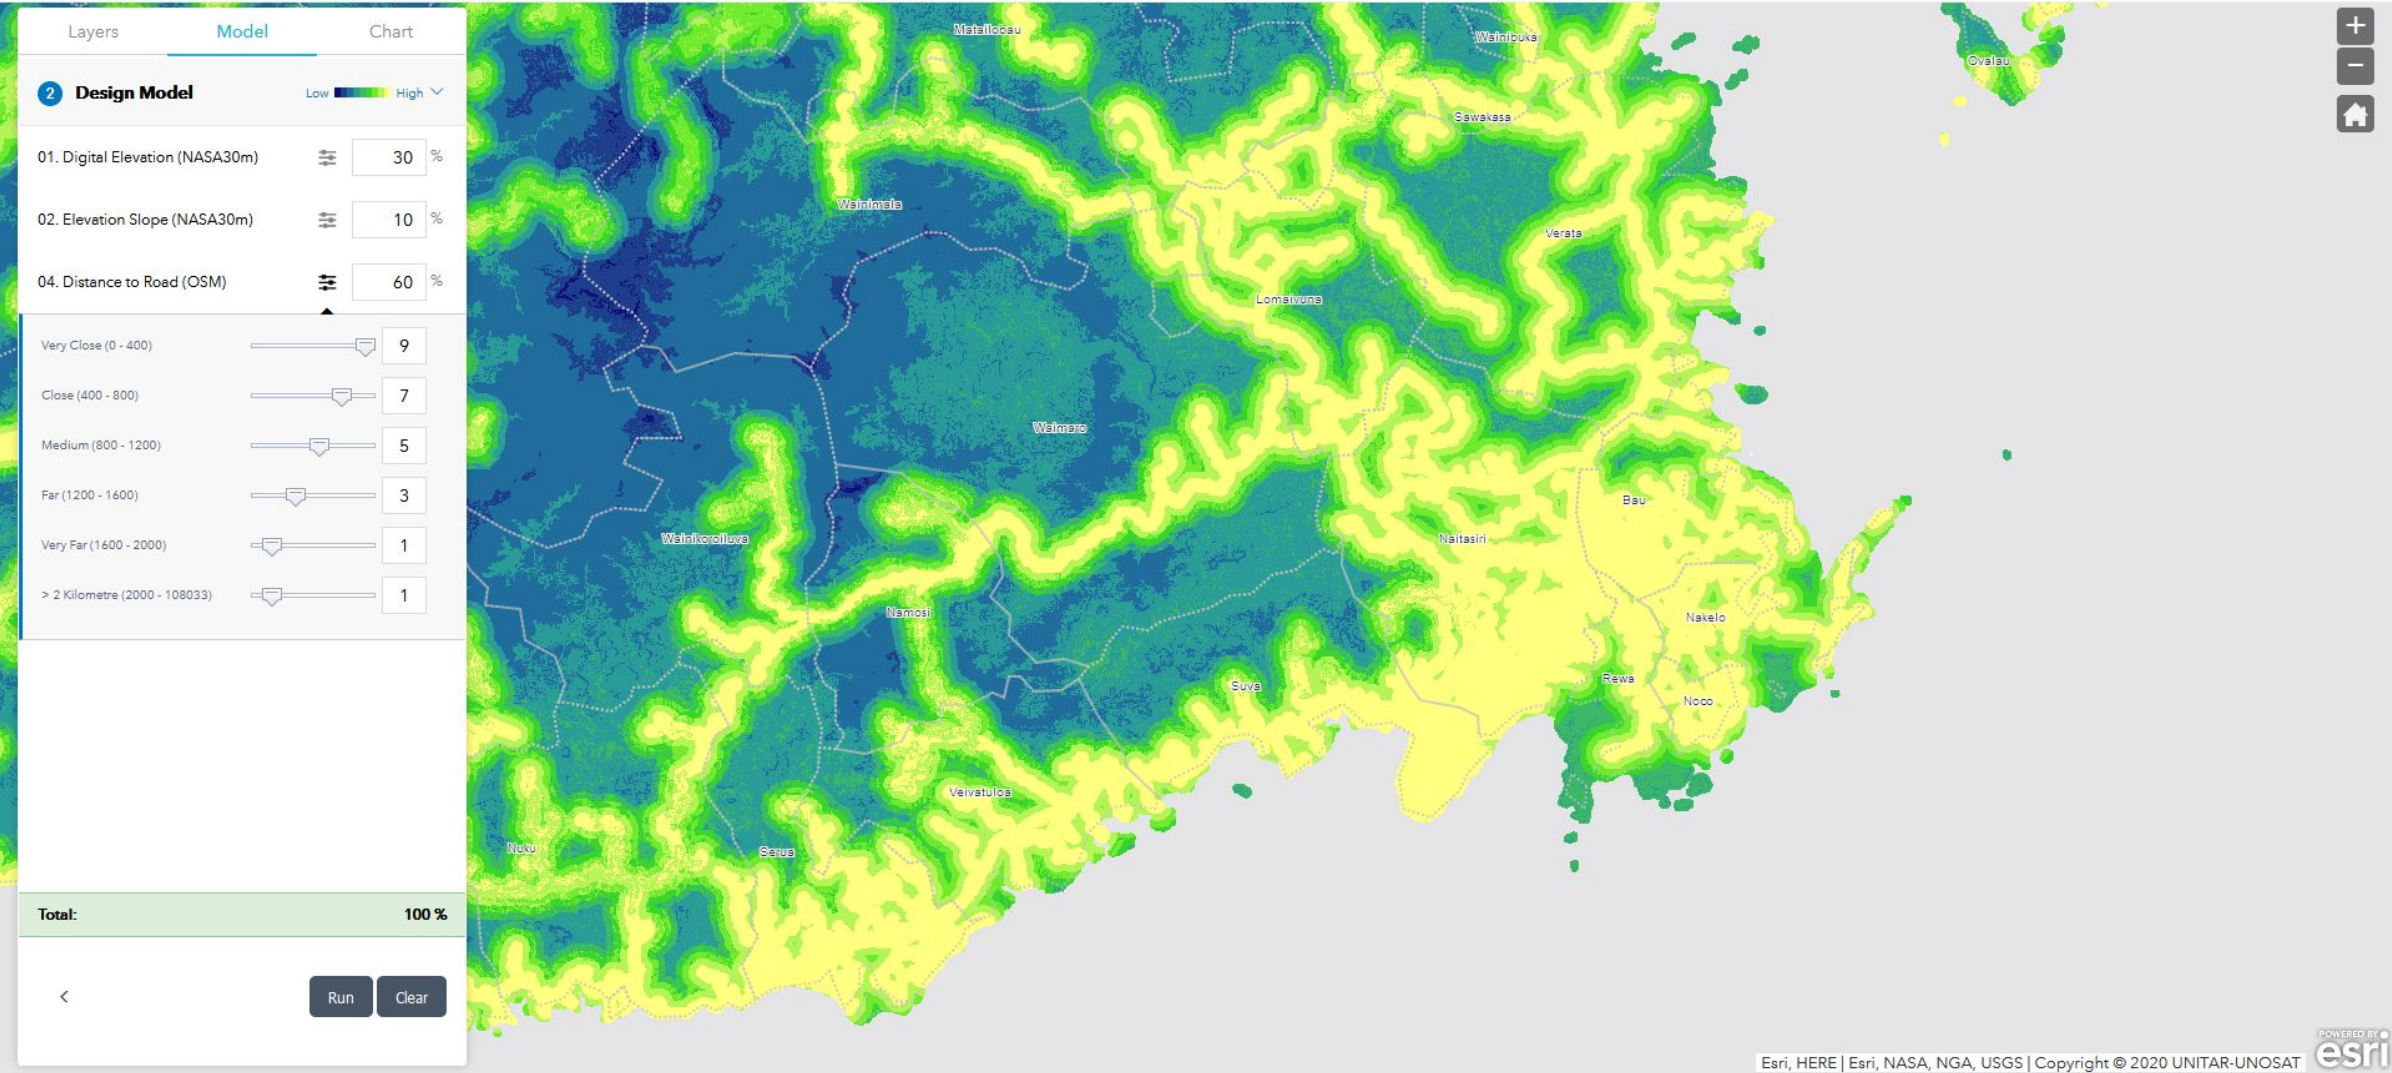 Layers Model Chart
2 Design Model Low High
01. Digital Elevation (NASA30m) 30 %
02. Elevation Slope (NASA30m) 10 %
04. Distance to Road (OSM) 60 %
Very Close (0 - 400) 9
Close (400 - 800) 7
Medium (800 - 1200) 5
Far (1200 - 1600) 3
Very Far (1600 - 2000) 1
> 2 Kilometre (2000 - 108033) 1
Total: 100 %
Run Clear
Matailobau
Wainibuka
Ovalau
Sawakasa
Wainimala
Verata
Lomaivuna
Waimaro
Bau
Wainikoroiluva
Naitasiri
Namosi
Nakelo
Rewa
Suva
Noco
Veivatuloa
Nuku
Serua
POWERED BY
esri
Esri, HERE | Esri, NASA, NGA, USGS | Copyright © 2020 UNITAR-UNOSAT